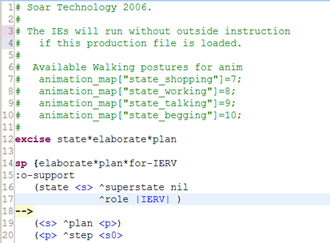 1# Soar Technology 2006.
2#
3# The IEs will run without outside instruction
4#   if this production file is loaded.
5#
6#  Available Walking postures for anim
7#   animation_map["state_shopping"]=7;
8#   animation_map["state_working"]=8;
9#   animation_map["state_talking"]=9;
10#   animation_map["state_begging"]=10;
11#
12 excise state*elaborate*plan
13
14 sp {elaborate*plan*for-IERV
15 :o-support
16    (state <s> ^superstate nil
17               ^role |IERV| )
18 -->
19    (<s> ^plan <p>)
20    (<p> ^step <s0>